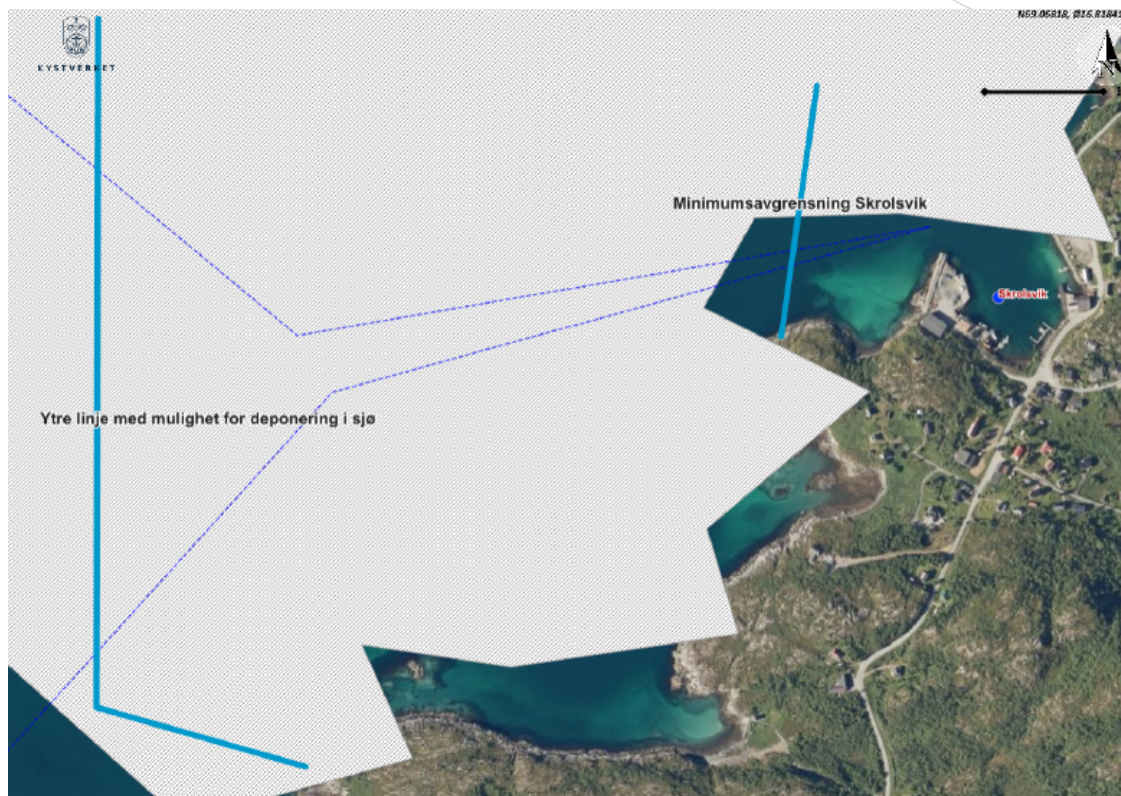 N69.06818, Ø16.81841
KYSTVERKET
N
Minimumsavgrensning Skrolsvik
Skrolsvik
Ytre linje med mulighet for deponering i sjø